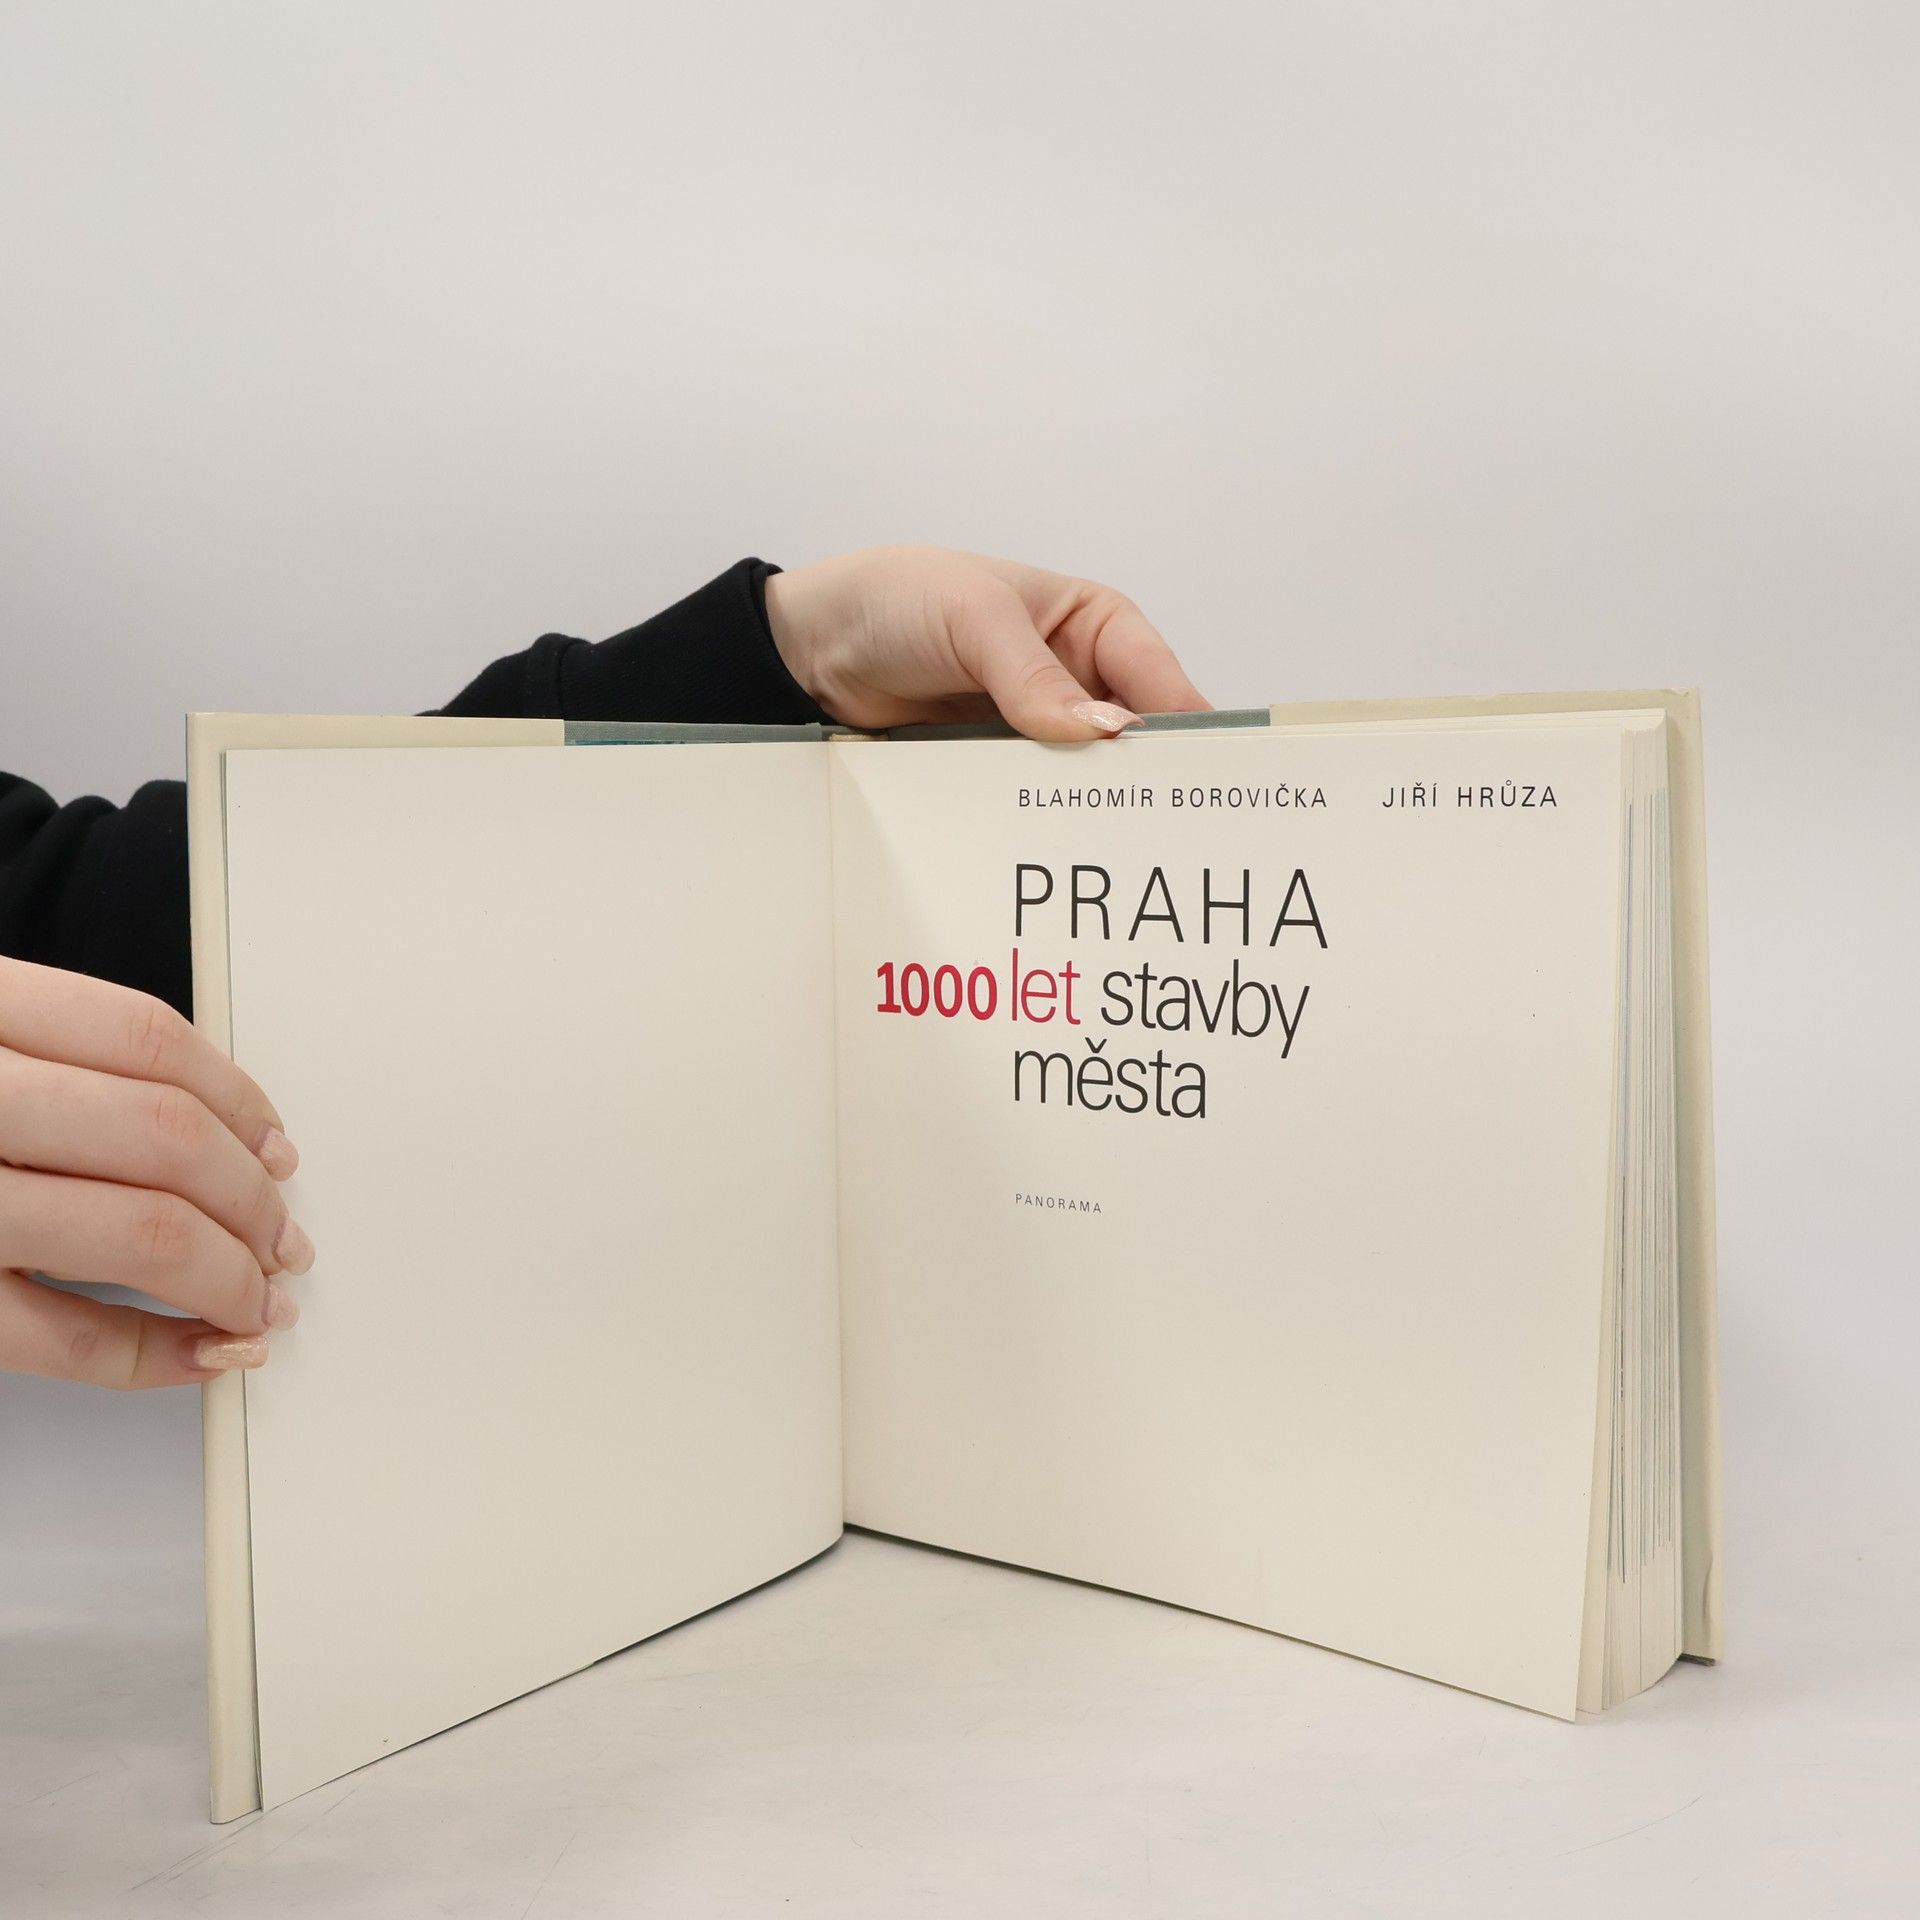 BLAHOMÍR BOROVIČKA JIŘÍ HRŮZA
PRAHA
1000 let stavby
města
PANORAMA